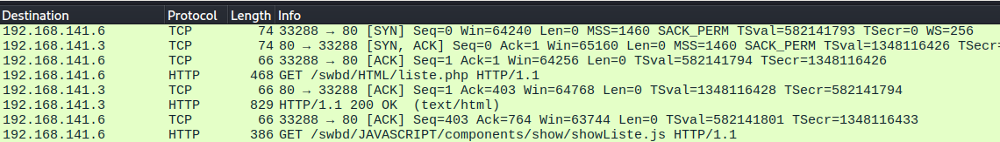 Destination Protocol Length Info
192.168.141.6 TCP 74 33288 → 80 [SYN] Seq=0 Win=64240 Len=0 MSS=1460 SACK_PERM TSval=582141793 TSecr=0 WS=256
192.168.141.3 TCP 74 80 → 33288 [SYN, ACK] Seq=0 Ack=1 Win=65160 Len=0 MSS=1460 SACK_PERM TSval=1348116426 TSecr=
192.168.141.6 TCP 66 33288 → 80 [ACK] Seq=1 Ack=1 Win=64256 Len=0 TSval=582141794 TSecr=1348116426
192.168.141.6 HTTP 468 GET /swbd/HTML/liste.php HTTP/1.1
192.168.141.3 TCP 66 80 → 33288 [ACK] Seq=1 Ack=403 Win=64768 Len=0 TSval=1348116428 TSecr=582141794
192.168.141.3 HTTP 829 HTTP/1.1 200 OK (text/html)
192.168.141.6 TCP 66 33288 → 80 [ACK] Seq=403 Ack=764 Win=63744 Len=0 TSval=582141801 TSecr=1348116433
192.168.141.6 HTTP 386 GET /swbd/JAVASCRIPT/components/show/showListe.js HTTP/1.1